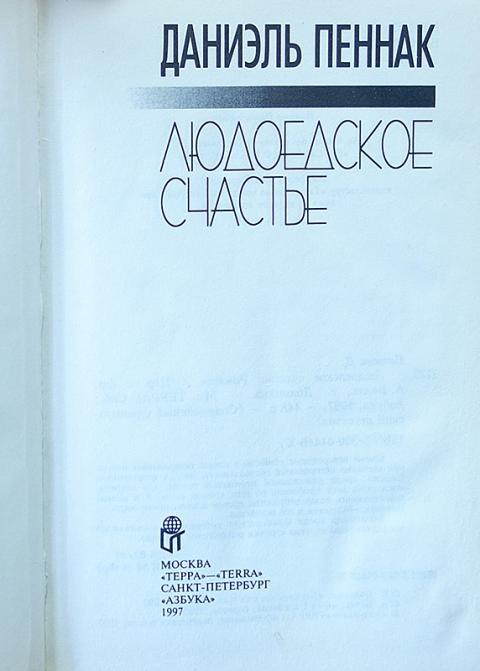 ДАНИЭЛЬ ПЕННАК
ЛЮДОЕДСКОЕ
СЧАСТЬЕ
МОСКВА
«ТЕРРА»—«TERRA»
САНКТ-ПЕТЕРБУРГ
«АЗБУКА»
1997